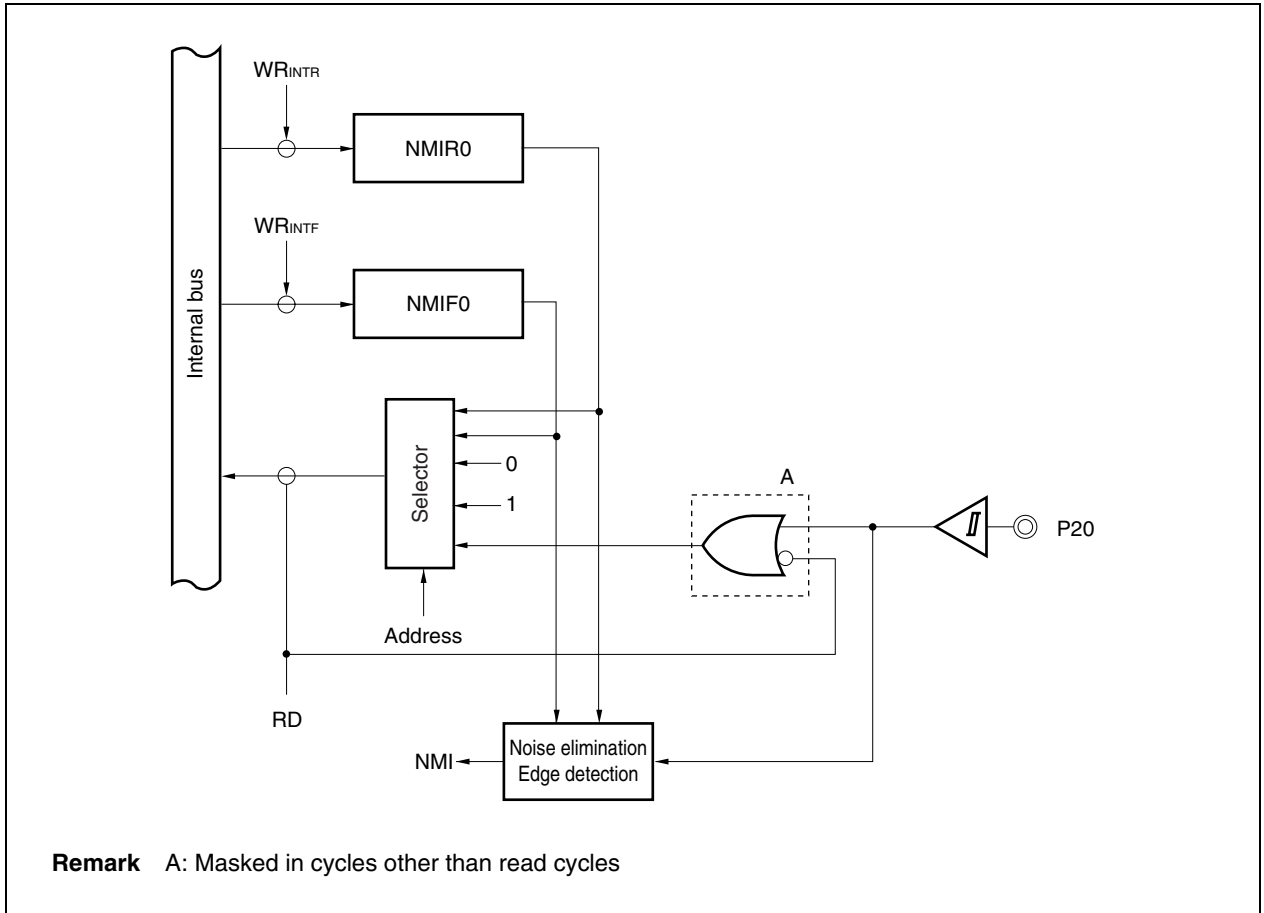 WRINTR
NMIR0
WRINTF
NMIF0
Internal bus
Selector
0
1
A
P20
Address
RD
NMI
Noise elimination
Edge detection
Remark A: Masked in cycles other than read cycles